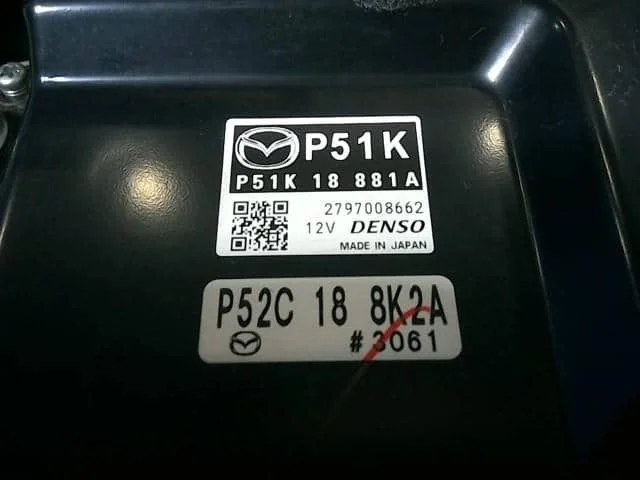 P51K
P51K 18 881A
2797008662
12V DENSO
MADE IN JAPAN
P52C 18 8K2A
#3061